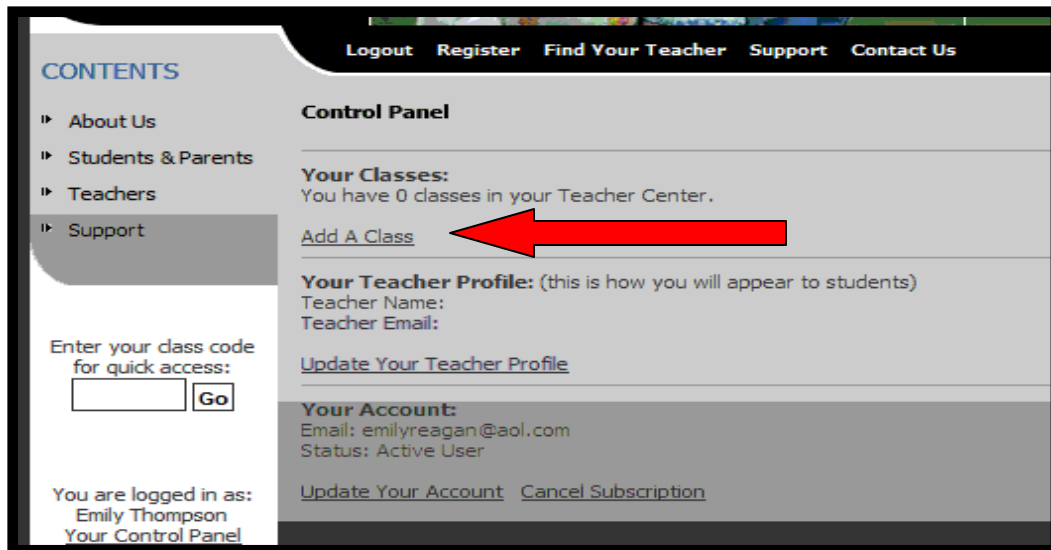 Logout Register Find Your Teacher Support Contact Us
CONTENTS
About Us
Students & Parents
Teachers
Support
Enter your class code
for quick access:
Go
You are logged in as:
Emily Thompson
Your Control Panel
Control Panel
Your Classes:
You have 0 classes in your Teacher Center.
Add A Class
Your Teacher Profile: (this is how you will appear to students)
Teacher Name:
Teacher Email:
Update Your Teacher Profile
Your Account:
Email: emilyreagan@aol.com
Status: Active User
Update Your Account Cancel Subscription